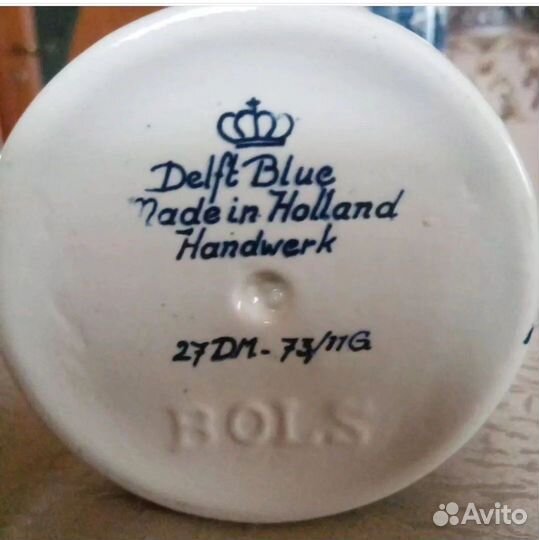 Delft Blue
Made in Holland
Handwerk
27DM-73/11G
BOLS
Avito